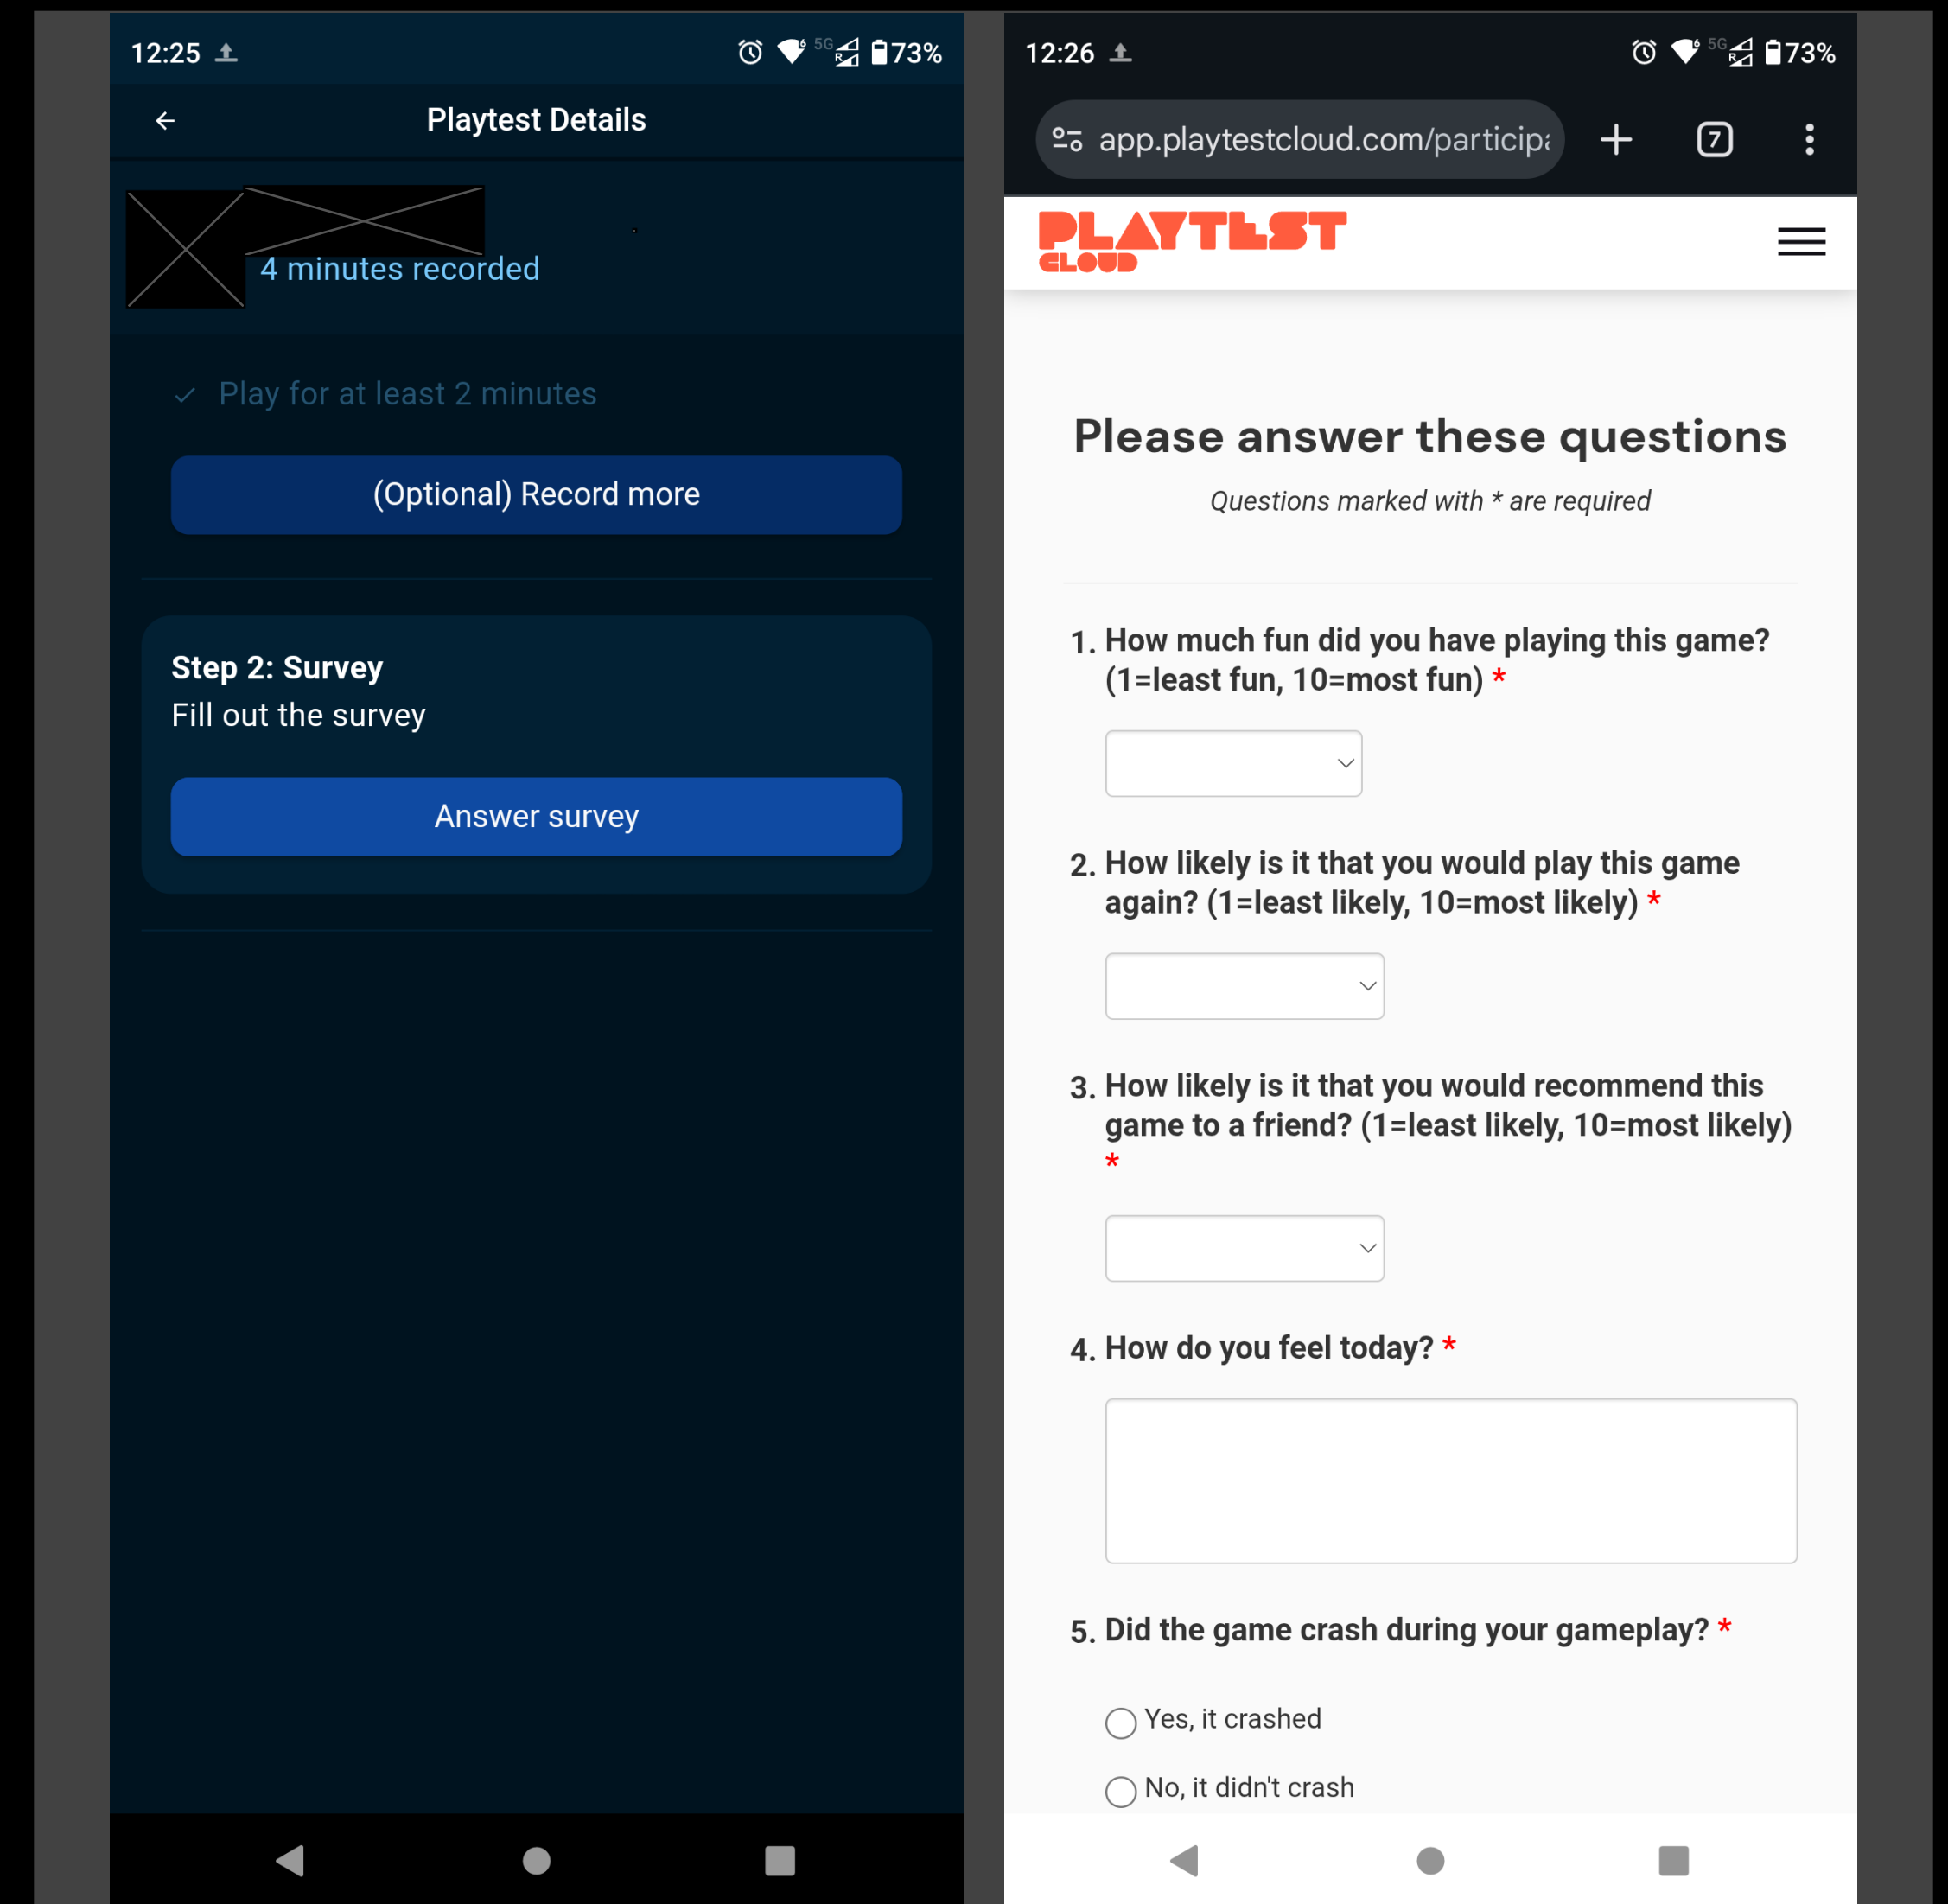 12:25
5G
R
73%
Playtest Details
4 minutes recorded
Play for at least 2 minutes
(Optional) Record more
Step 2: Survey
Fill out the survey
Answer survey
12:26
6
5G
R
73%
app.playtestcloud.com/particip
7
PLAYTEST
CLOUD
Please answer these questions
Questions marked with * are required
1. How much fun did you have playing this game?
(1=least fun, 10=most fun) *
2. How likely is it that you would play this game
again? (1=least likely, 10=most likely) *
3. How likely is it that you would recommend this
game to a friend? (1=least likely, 10=most likely)
*
4. How do you feel today? *
5. Did the game crash during your gameplay? *
Yes, it crashed
No, it didn't crash